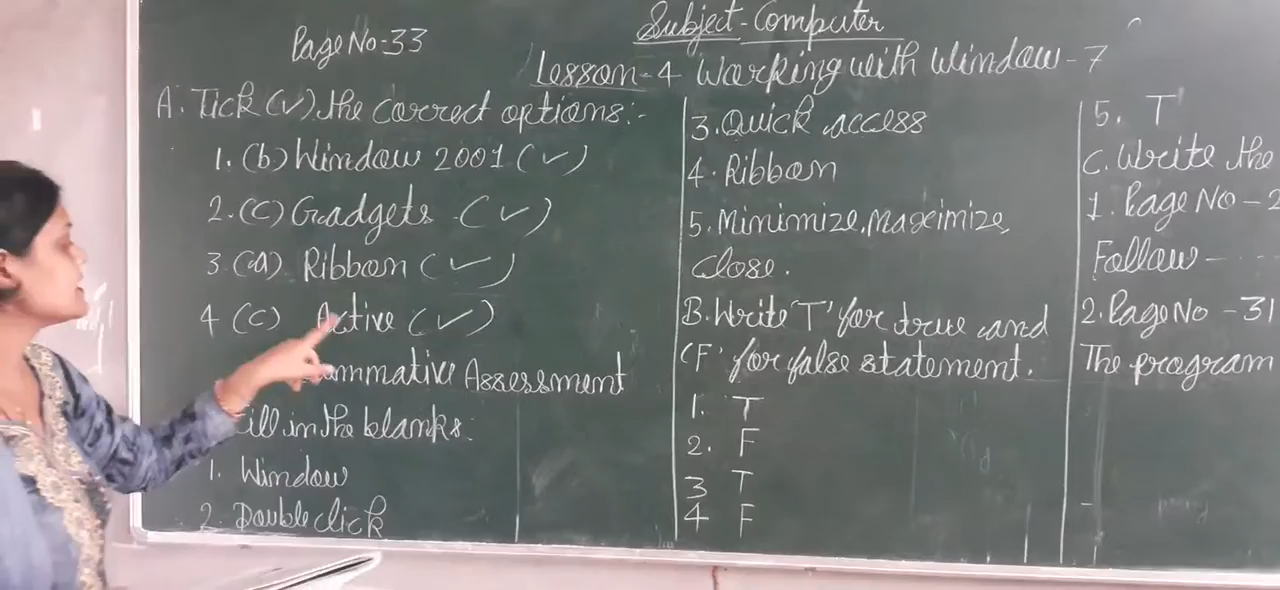 Page No-33
Subject-Computer
Lesson-4 Working with Window-7
A. Tick (✓) the correct options:-
1. (b) Window 2001 (✓)
2. (C) Gadgets (✓)
3 (a) Ribbon (✓)
4 (C) Active (✓)
Assessment
Fill in the blanks:
1. Window
2. Double click
3. Quick access
4. Ribbon
5. Minimize, Maximize,
Close.
B. Write 'T' for true and
'F' for false statement.
1. T
2. F
3 T
4 F
5. T
C. Write the
1. Page No - 2
Follow - - - -
2. Page No - 31
The program